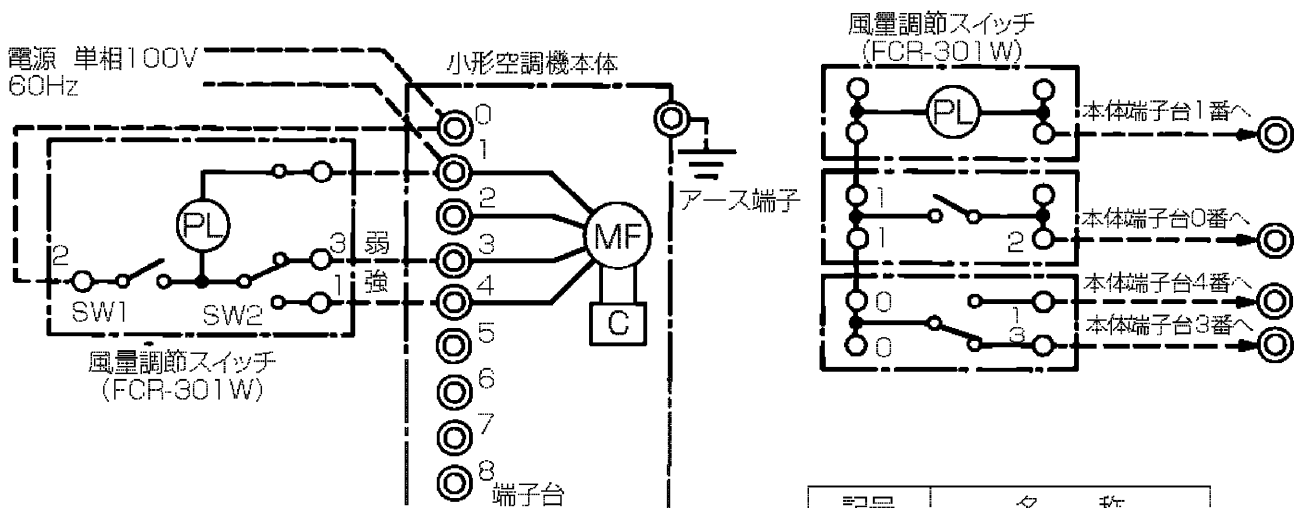 電源 単相100V
60Hz
小形空調機本体
0
1
2
3
4
5
6
7
8
端子台
アース端子
MF
C
PL
2
SW1
SW2
3 弱
1 強
風量調節スイッチ
(FCR-301W)
風量調節スイッチ
(FCR-301W)
PL
本体端子台1番へ
1
1
2
本体端子台0番へ
0
0
1
本体端子台4番へ
3
本体端子台3番へ
記号 名称